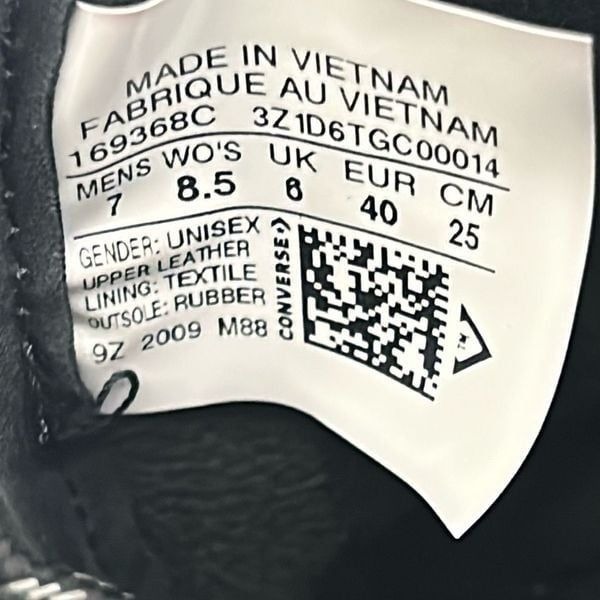 MADE IN VIETNAM
FABRIQUE AU VIETNAM
169368C 3Z1D6TGC00014
MENS WO'S UK EUR CM
7 8.5 6 40 25
GENDER: UNISEX
UPPER LEATHER
LINING: TEXTILE
OUTSOLE: RUBBER
9Z 2009 M88
CONVERSE